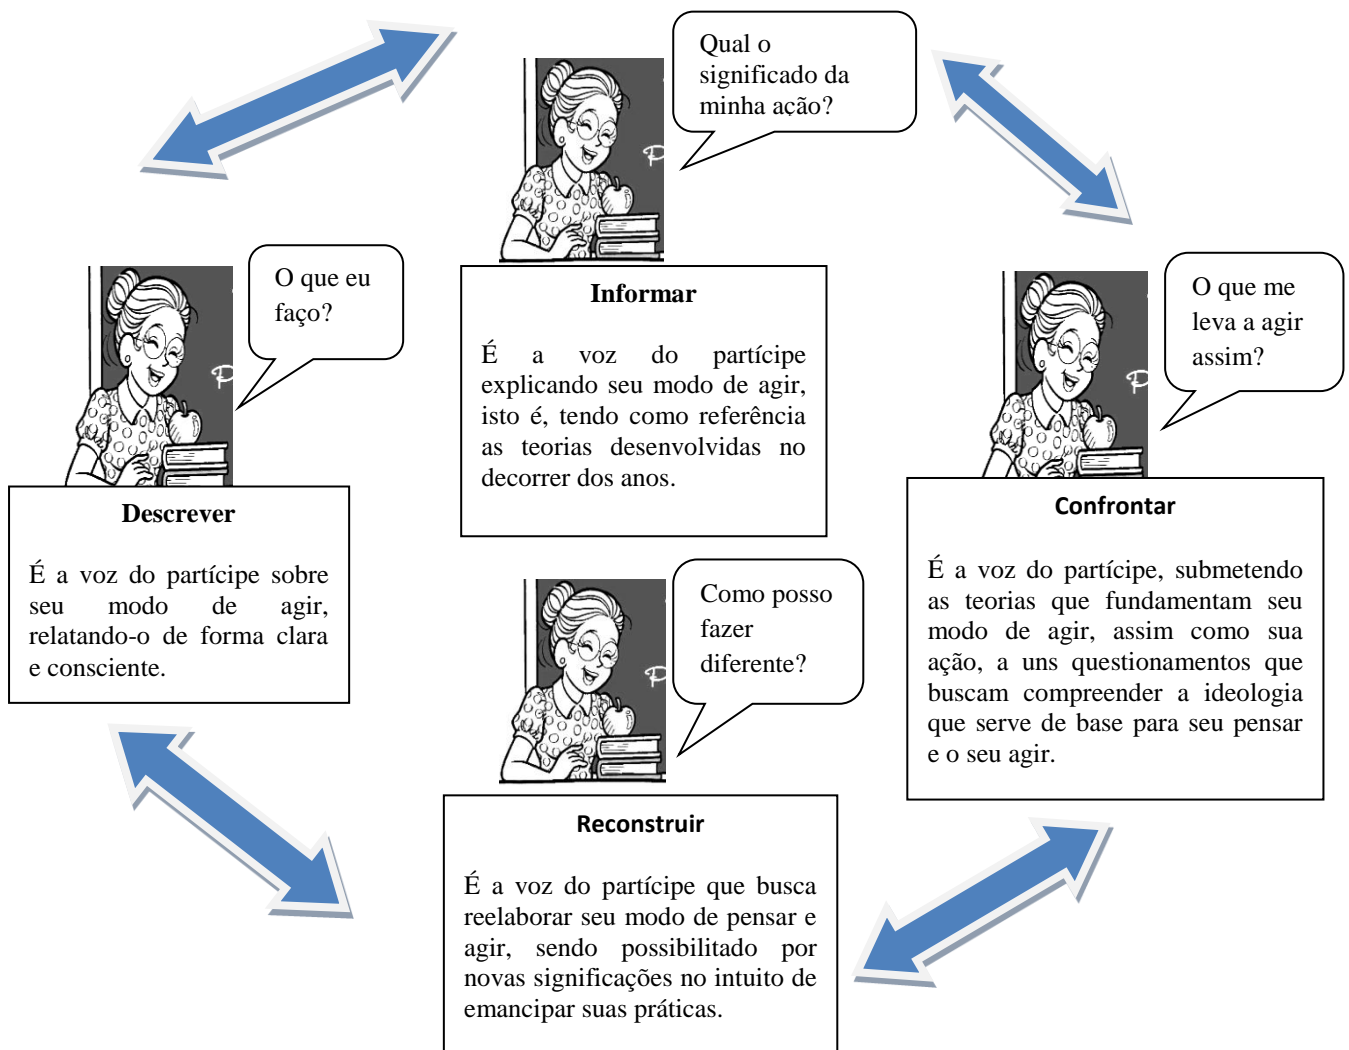 Qual o
significado da
minha ação?
Informar
É a voz do partícipe
explicando seu modo de agir,
isto é, tendo como referência
as teorias desenvolvidas no
decorrer dos anos.
O que eu
faço?
Descrever
É a voz do partícipe sobre
seu modo de agir,
relatando-o de forma clara
e consciente.
O que me
leva a agir
assim?
Confrontar
É a voz do partícipe, submetendo
as teorias que fundamentam seu
modo de agir, assim como sua
ação, a uns questionamentos que
buscam compreender a ideologia
que serve de base para seu pensar
e o seu agir.
Como posso
fazer
diferente?
Reconstruir
É a voz do partícipe que busca
reelaborar seu modo de pensar e
agir, sendo possibilitado por
novas significações no intuito de
emancipar suas práticas.